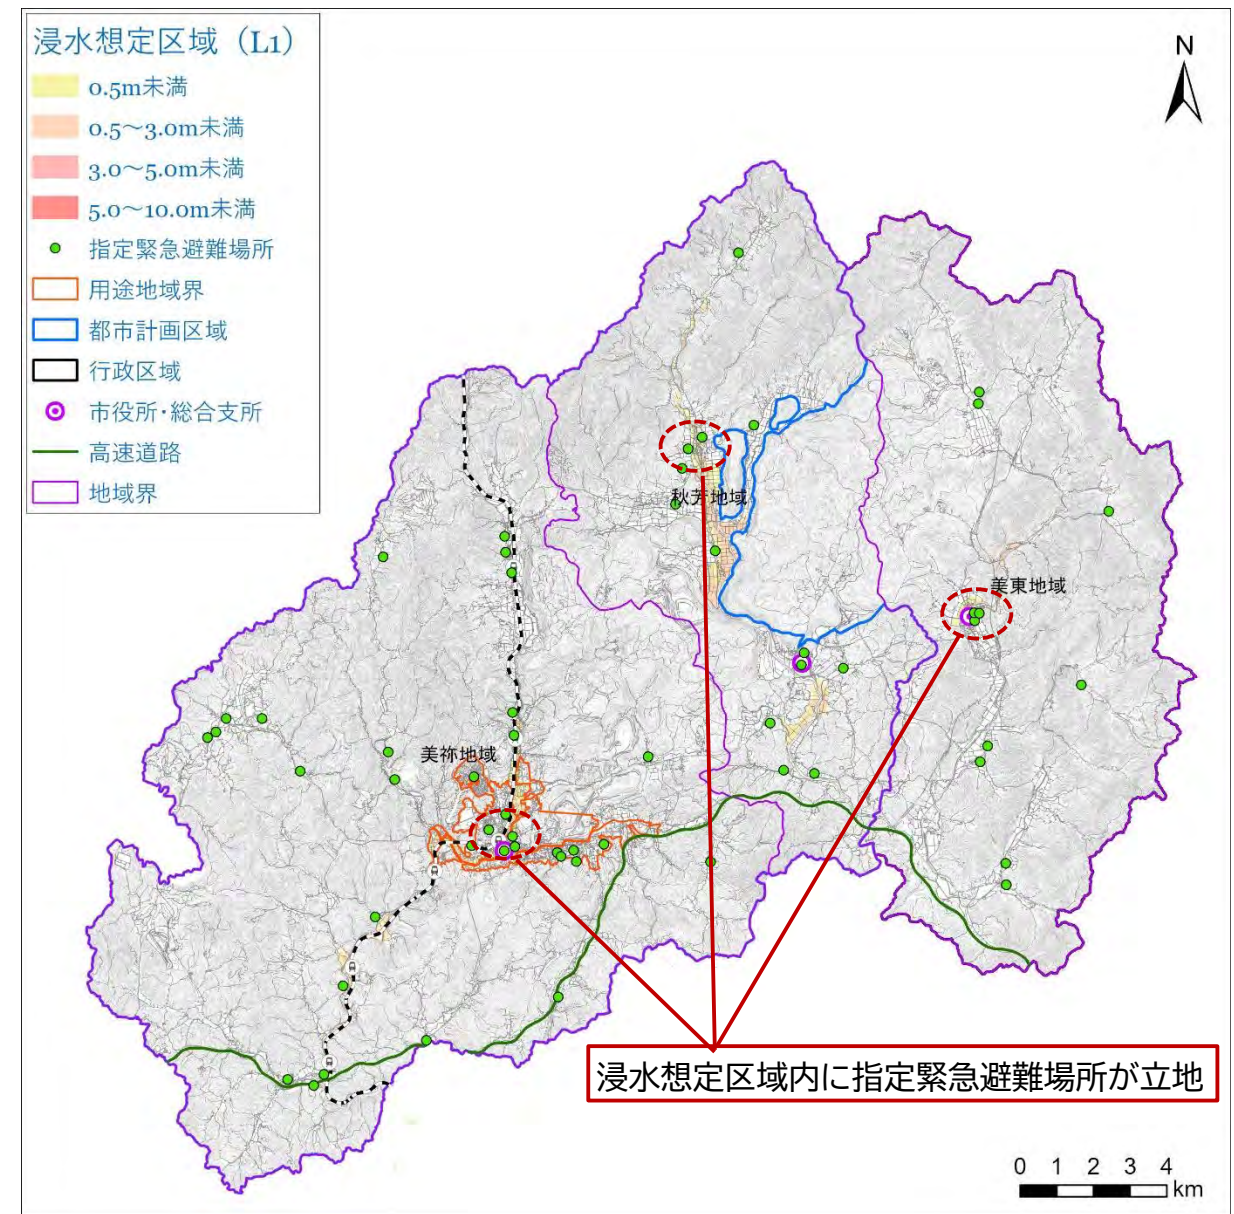 浸水想定区域（L1）
0.5m未満
0.5～3.0m未満
3.0～5.0m未満
5.0～10.0m未満
指定緊急避難場所
用途地域界
都市計画区域
行政区域
市役所・総合支所
高速道路
地域界
N
秋芳地域
美東地域
美祢地域
浸水想定区域内に指定緊急避難場所が立地
0 1 2 3 4
km